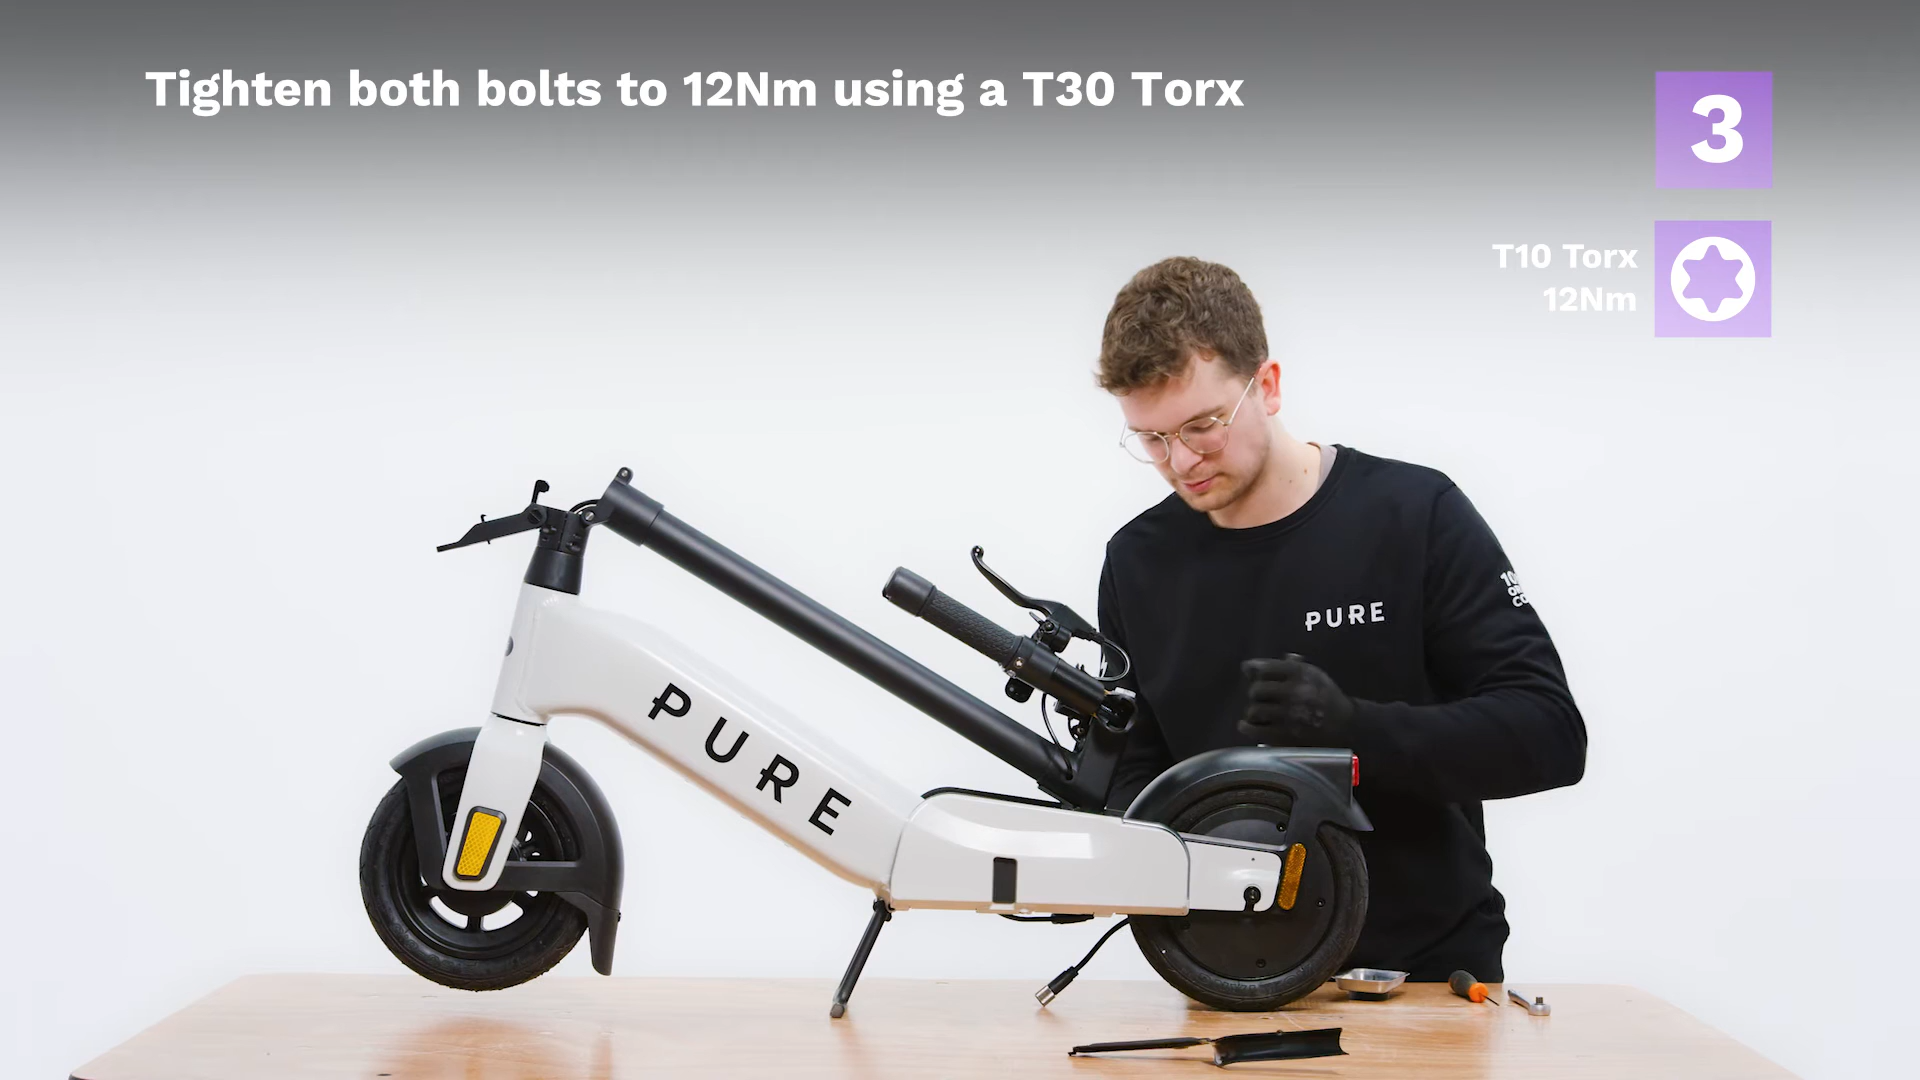 Tighten both bolts to 12Nm using a T30 Torx
3
T10 Torx
12Nm
PURE
PURE